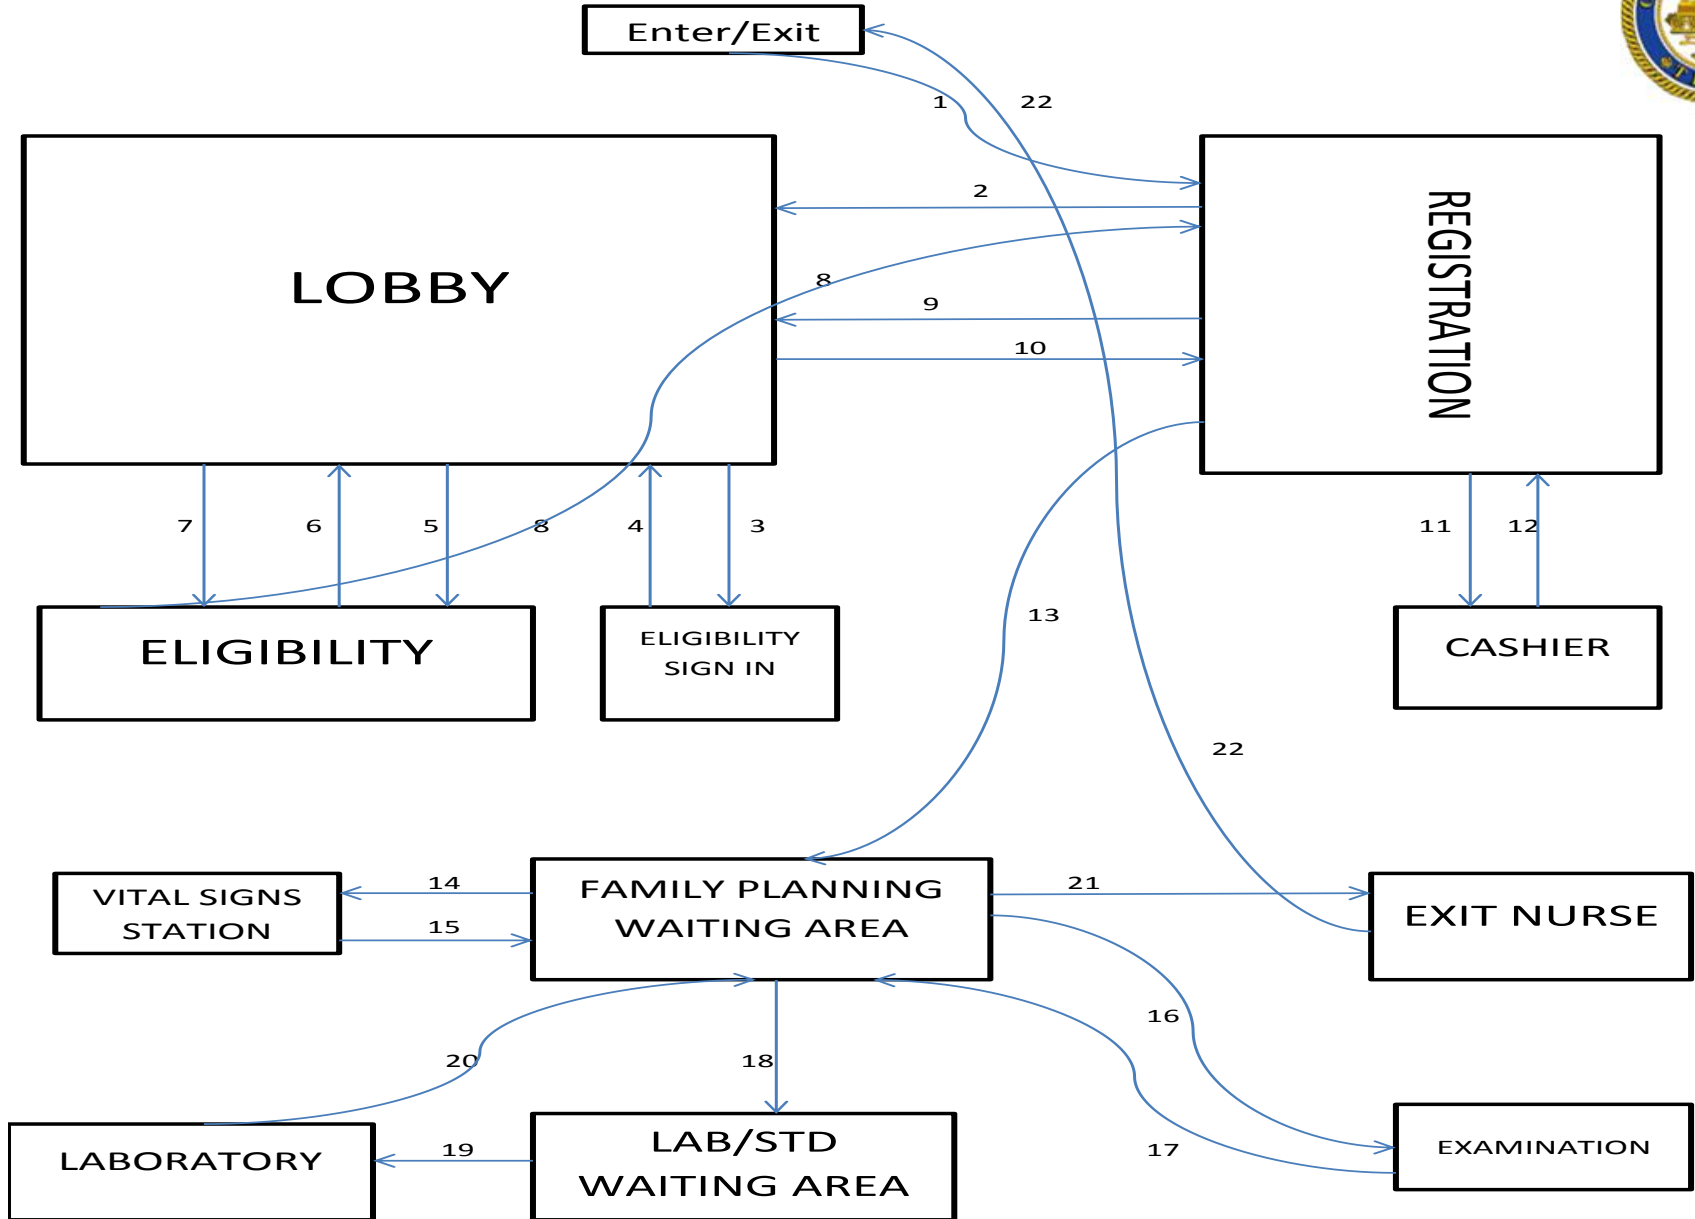 Enter/Exit
1
22
2
LOBBY
REGISTRATION
8
9
10
7
6
5
8
4
3
11
12
ELIGIBILITY
ELIGIBILITY
SIGN IN
13
CASHIER
22
VITAL SIGNS
STATION
14
15
FAMILY PLANNING
WAITING AREA
21
EXIT NURSE
16
20
18
17
LABORATORY
19
LAB/STD
WAITING AREA
EXAMINATION